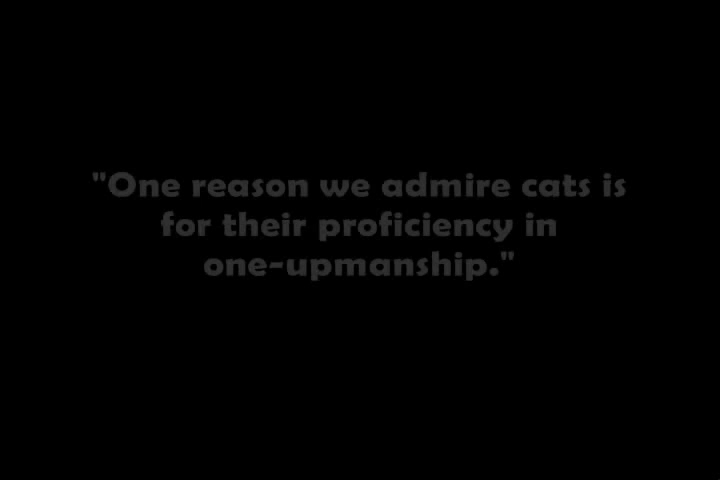 "One reason we admire cats is
for their proficiency in
one-upmanship."